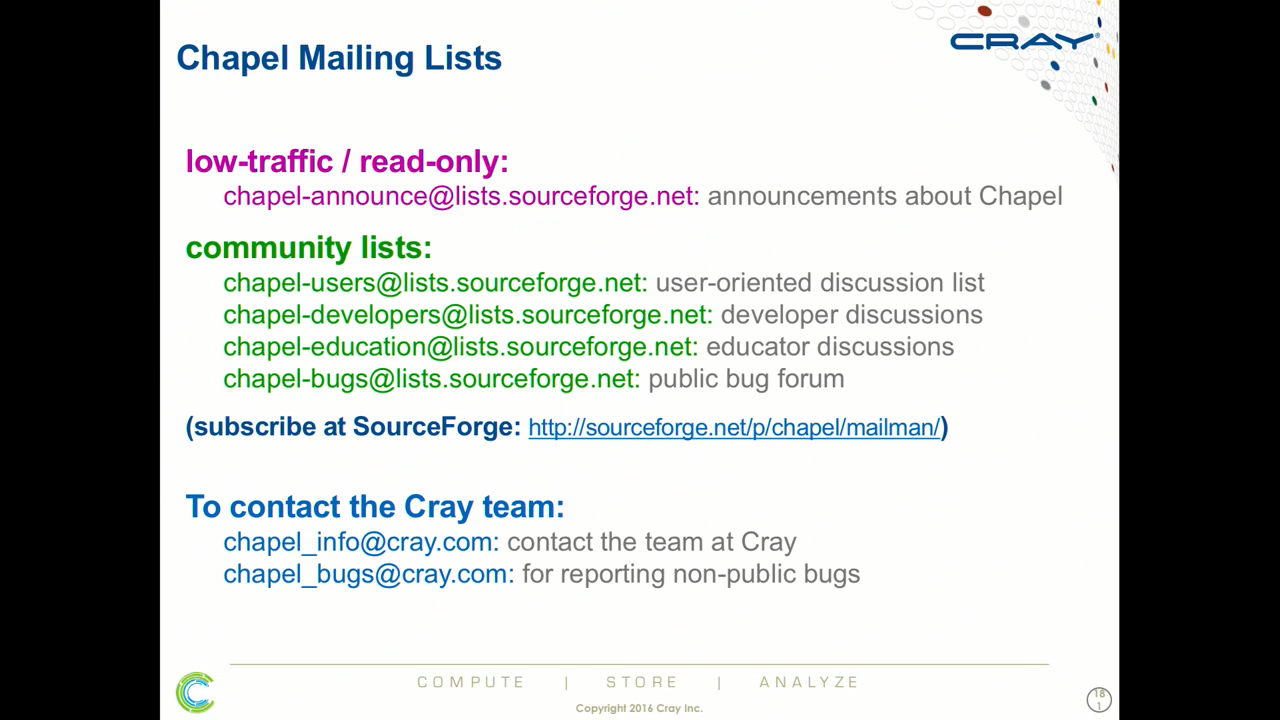 Chapel Mailing Lists
CRAY®
low-traffic / read-only:
chapel-announce@lists.sourceforge.net: announcements about Chapel
community lists:
chapel-users@lists.sourceforge.net: user-oriented discussion list
chapel-developers@lists.sourceforge.net: developer discussions
chapel-education@lists.sourceforge.net: educator discussions
chapel-bugs@lists.sourceforge.net: public bug forum
(subscribe at SourceForge: http://sourceforge.net/p/chapel/mailman/)
To contact the Cray team:
chapel_info@cray.com: contact the team at Cray
chapel_bugs@cray.com: for reporting non-public bugs
COMPUTE | STORE | ANALYZE
Copyright 2016 Cray Inc.
18
1